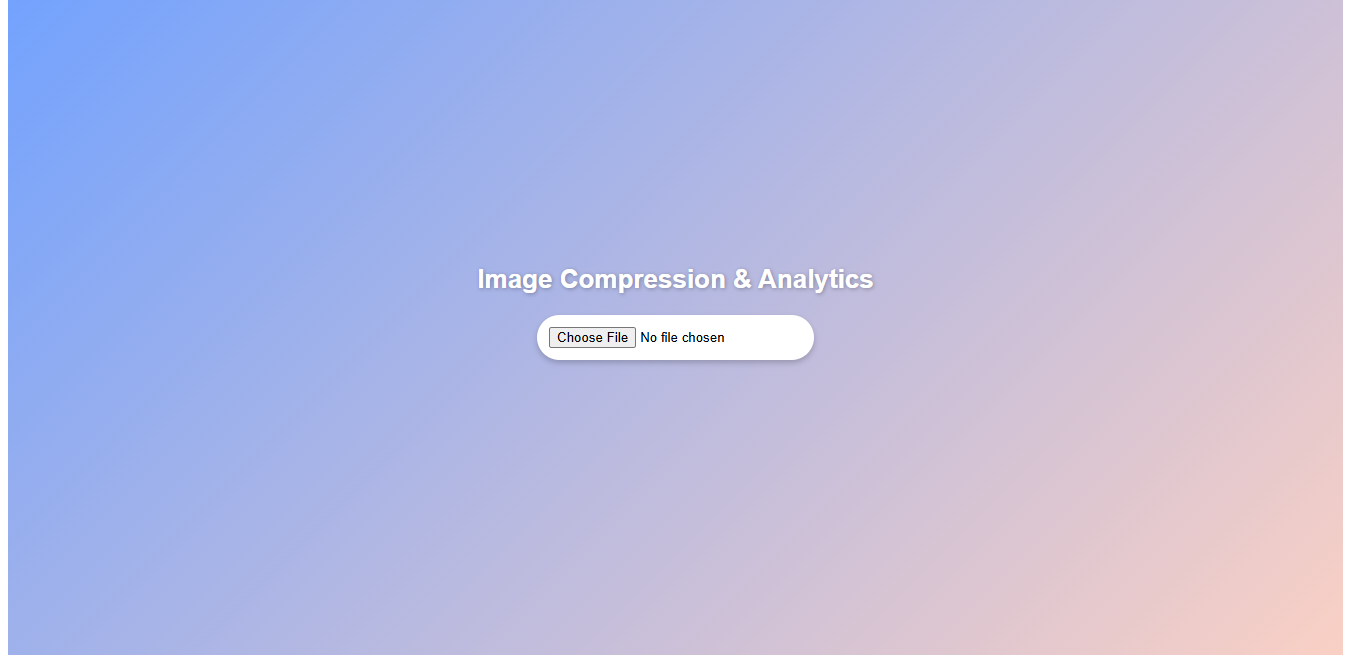 Image Compression & Analytics
Choose File No file chosen